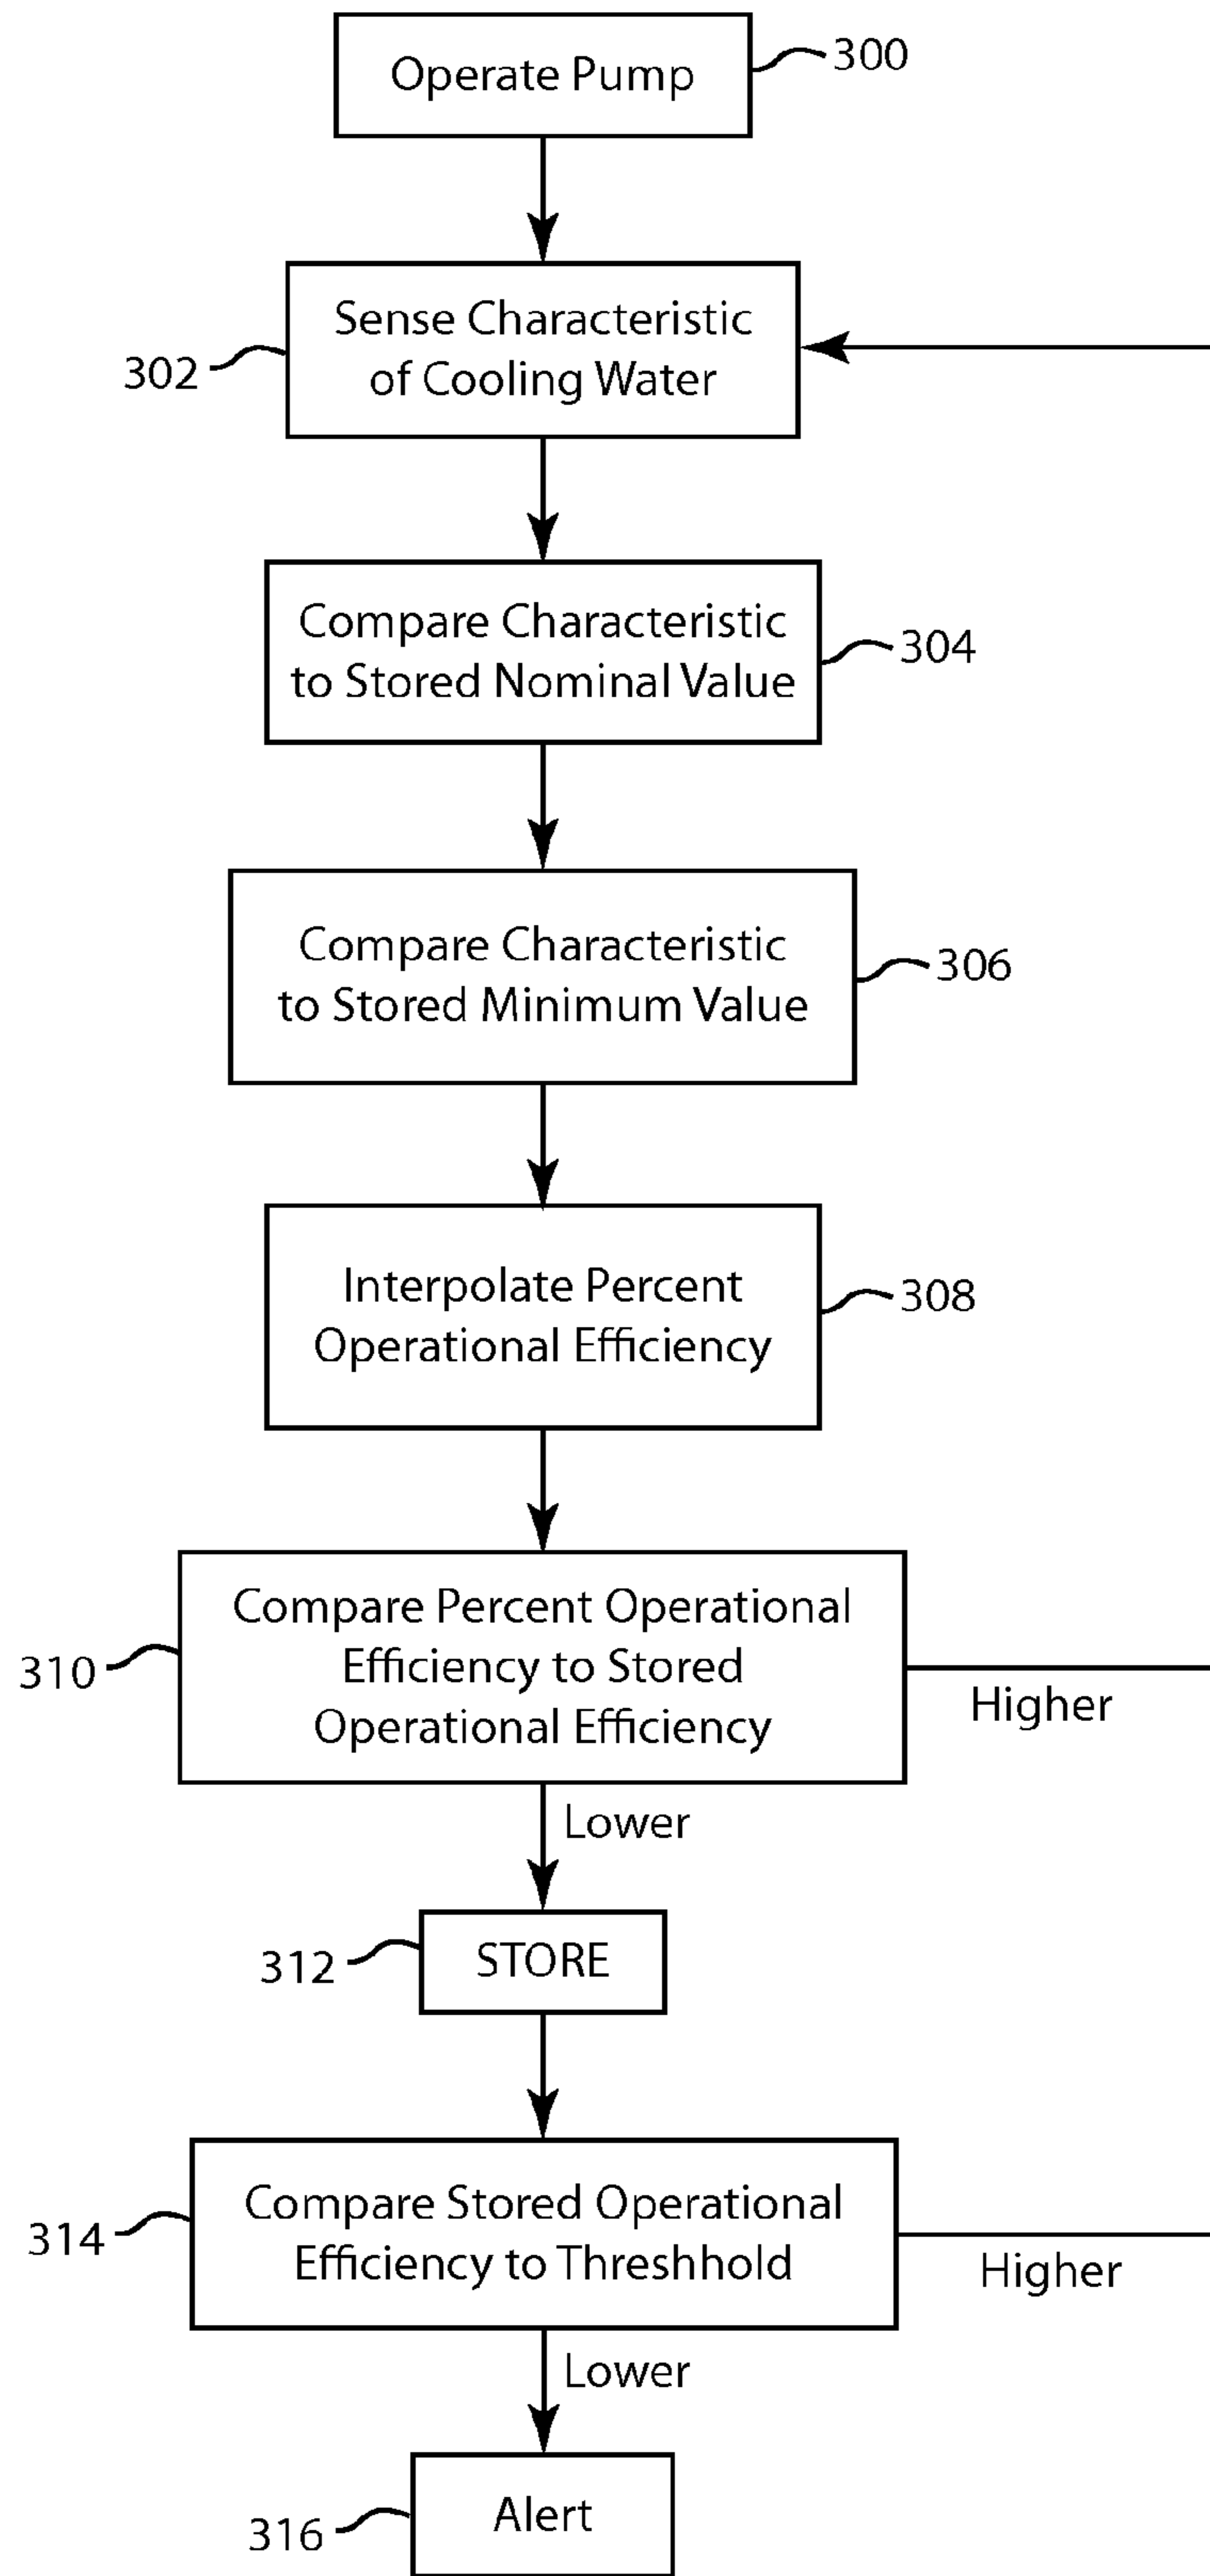 Operate Pump
300
Sense Characteristic
of Cooling Water
302
Compare Characteristic
to Stored Nominal Value
304
Compare Characteristic
to Stored Minimum Value
306
Interpolate Percent
Operational Efficiency
308
Compare Percent Operational
Efficiency to Stored
Operational Efficiency
310
Higher
Lower
STORE
312
Compare Stored Operational
Efficiency to Threshhold
314
Higher
Lower
Alert
316